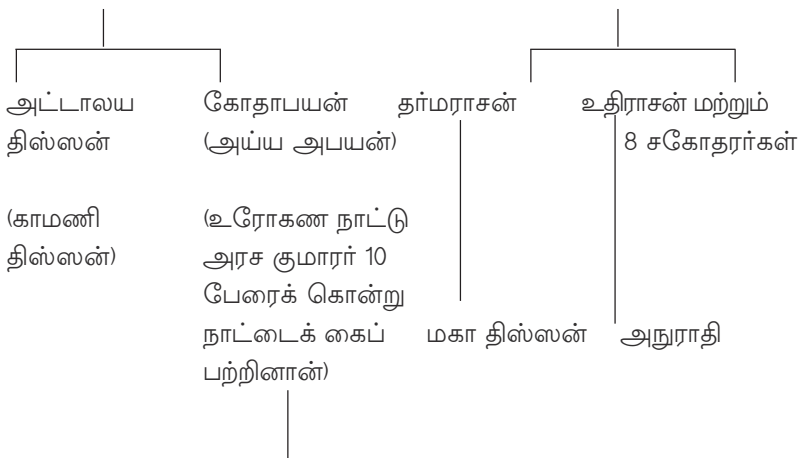 அட்டாலய கோதாபயன் தர்மராசன் உதிராசன் மற்றும்
திஸ்ஸன் (அய்ய அபயன்) 8 சகோதரர்கள்
(காமணி (உரோகண நாட்டு
திஸ்ஸன்) அரச குமாரர் 10
பேரைக் கொன்று
நாட்டைக் கைப் மகா திஸ்ஸன் அநுராதி
பற்றினான்)